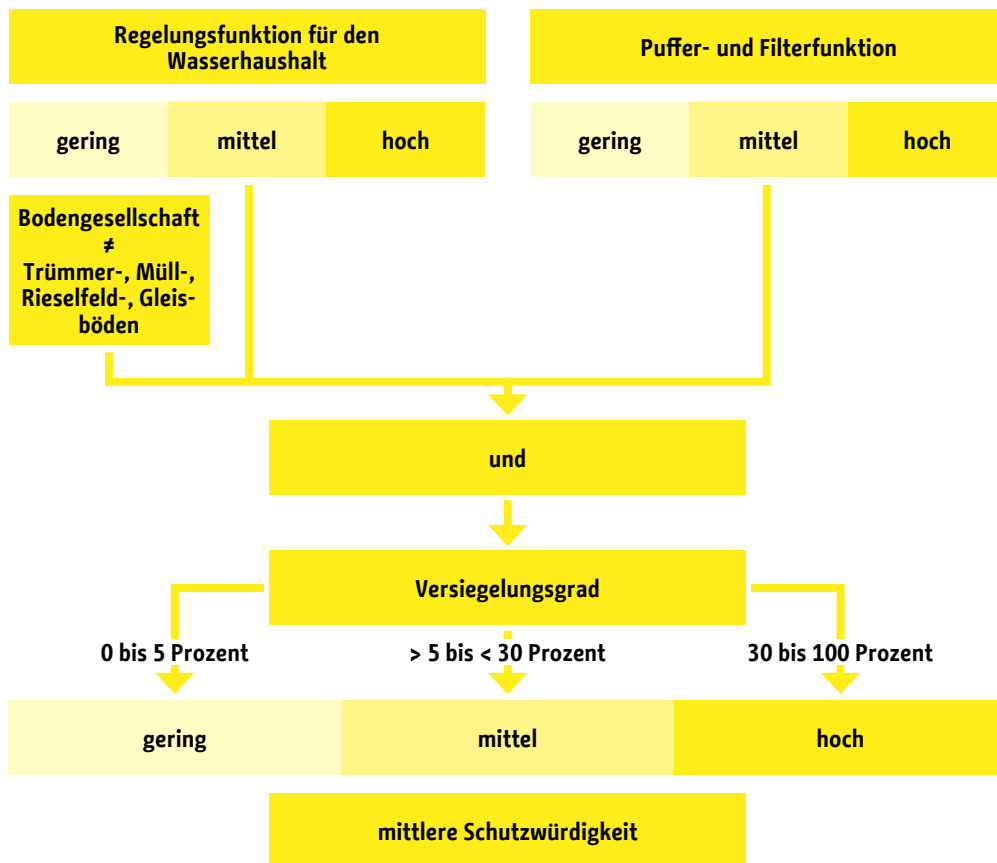 Regelungsfunktion für den
Wasserhaushalt
Puffer- und Filterfunktion
gering mittel hoch
gering mittel hoch
Bodengesellschaft
≠
Trümmer-, Müll-,
Rieselfeld-, Gleis-
böden
und
Versiegelungsgrad
0 bis 5 Prozent
> 5 bis < 30 Prozent
30 bis 100 Prozent
gering mittel hoch
mittlere Schutzwürdigkeit